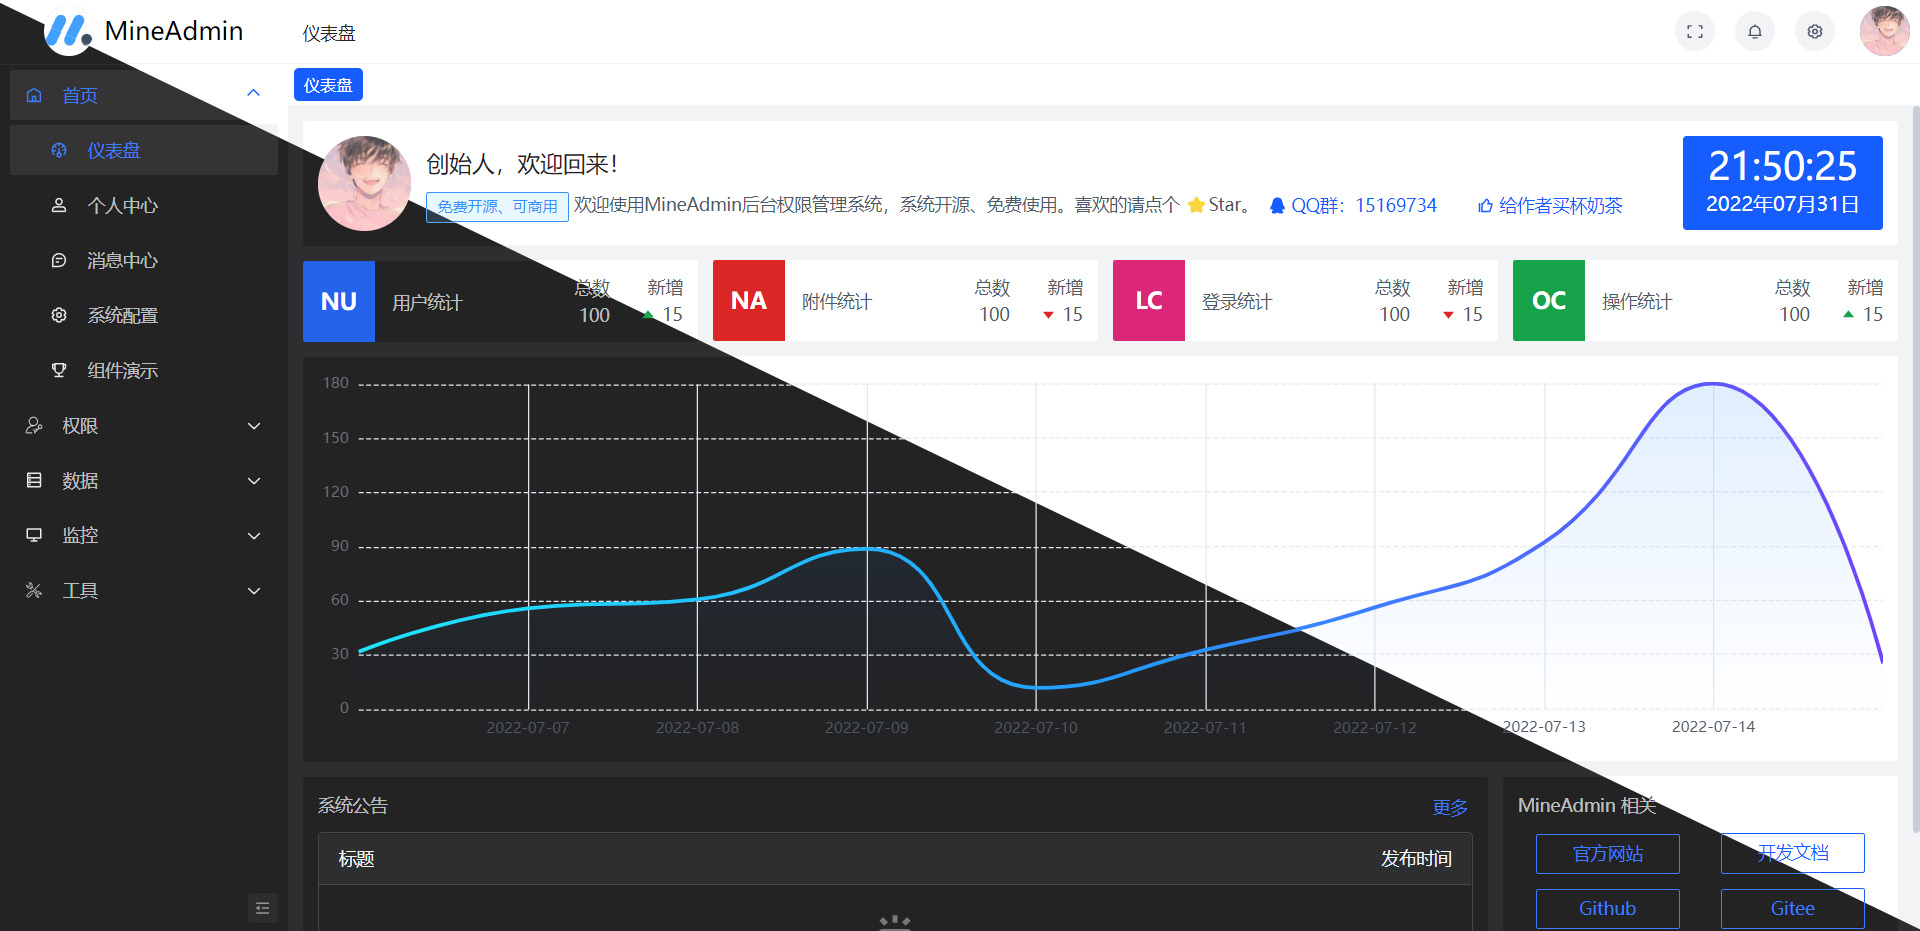 MineAdmin
仪表盘
仪表盘
首页
仪表盘
个人中心
消息中心
系统配置
组件演示
权限
数据
监控
工具
创始人，欢迎回来！
免费开源、可商用 欢迎使用MineAdmin后台权限管理系统，系统开源、免费使用。喜欢的请点个 Star。 QQ群：15169734 给作者买杯奶茶
21:50:25
2022年07月31日
NU 用户统计 总数 100 新增 15
NA 附件统计 总数 100 新增 15
LC 登录统计 总数 100 新增 15
OC 操作统计 总数 100 新增 15
180
150
120
90
60
30
0
2022-07-07 2022-07-08 2022-07-09 2022-07-10 2022-07-11 2022-07-12 2022-07-13 2022-07-14
系统公告 更多
标题 发布时间
MineAdmin 相关
官方网站 开发文档
Github Gitee